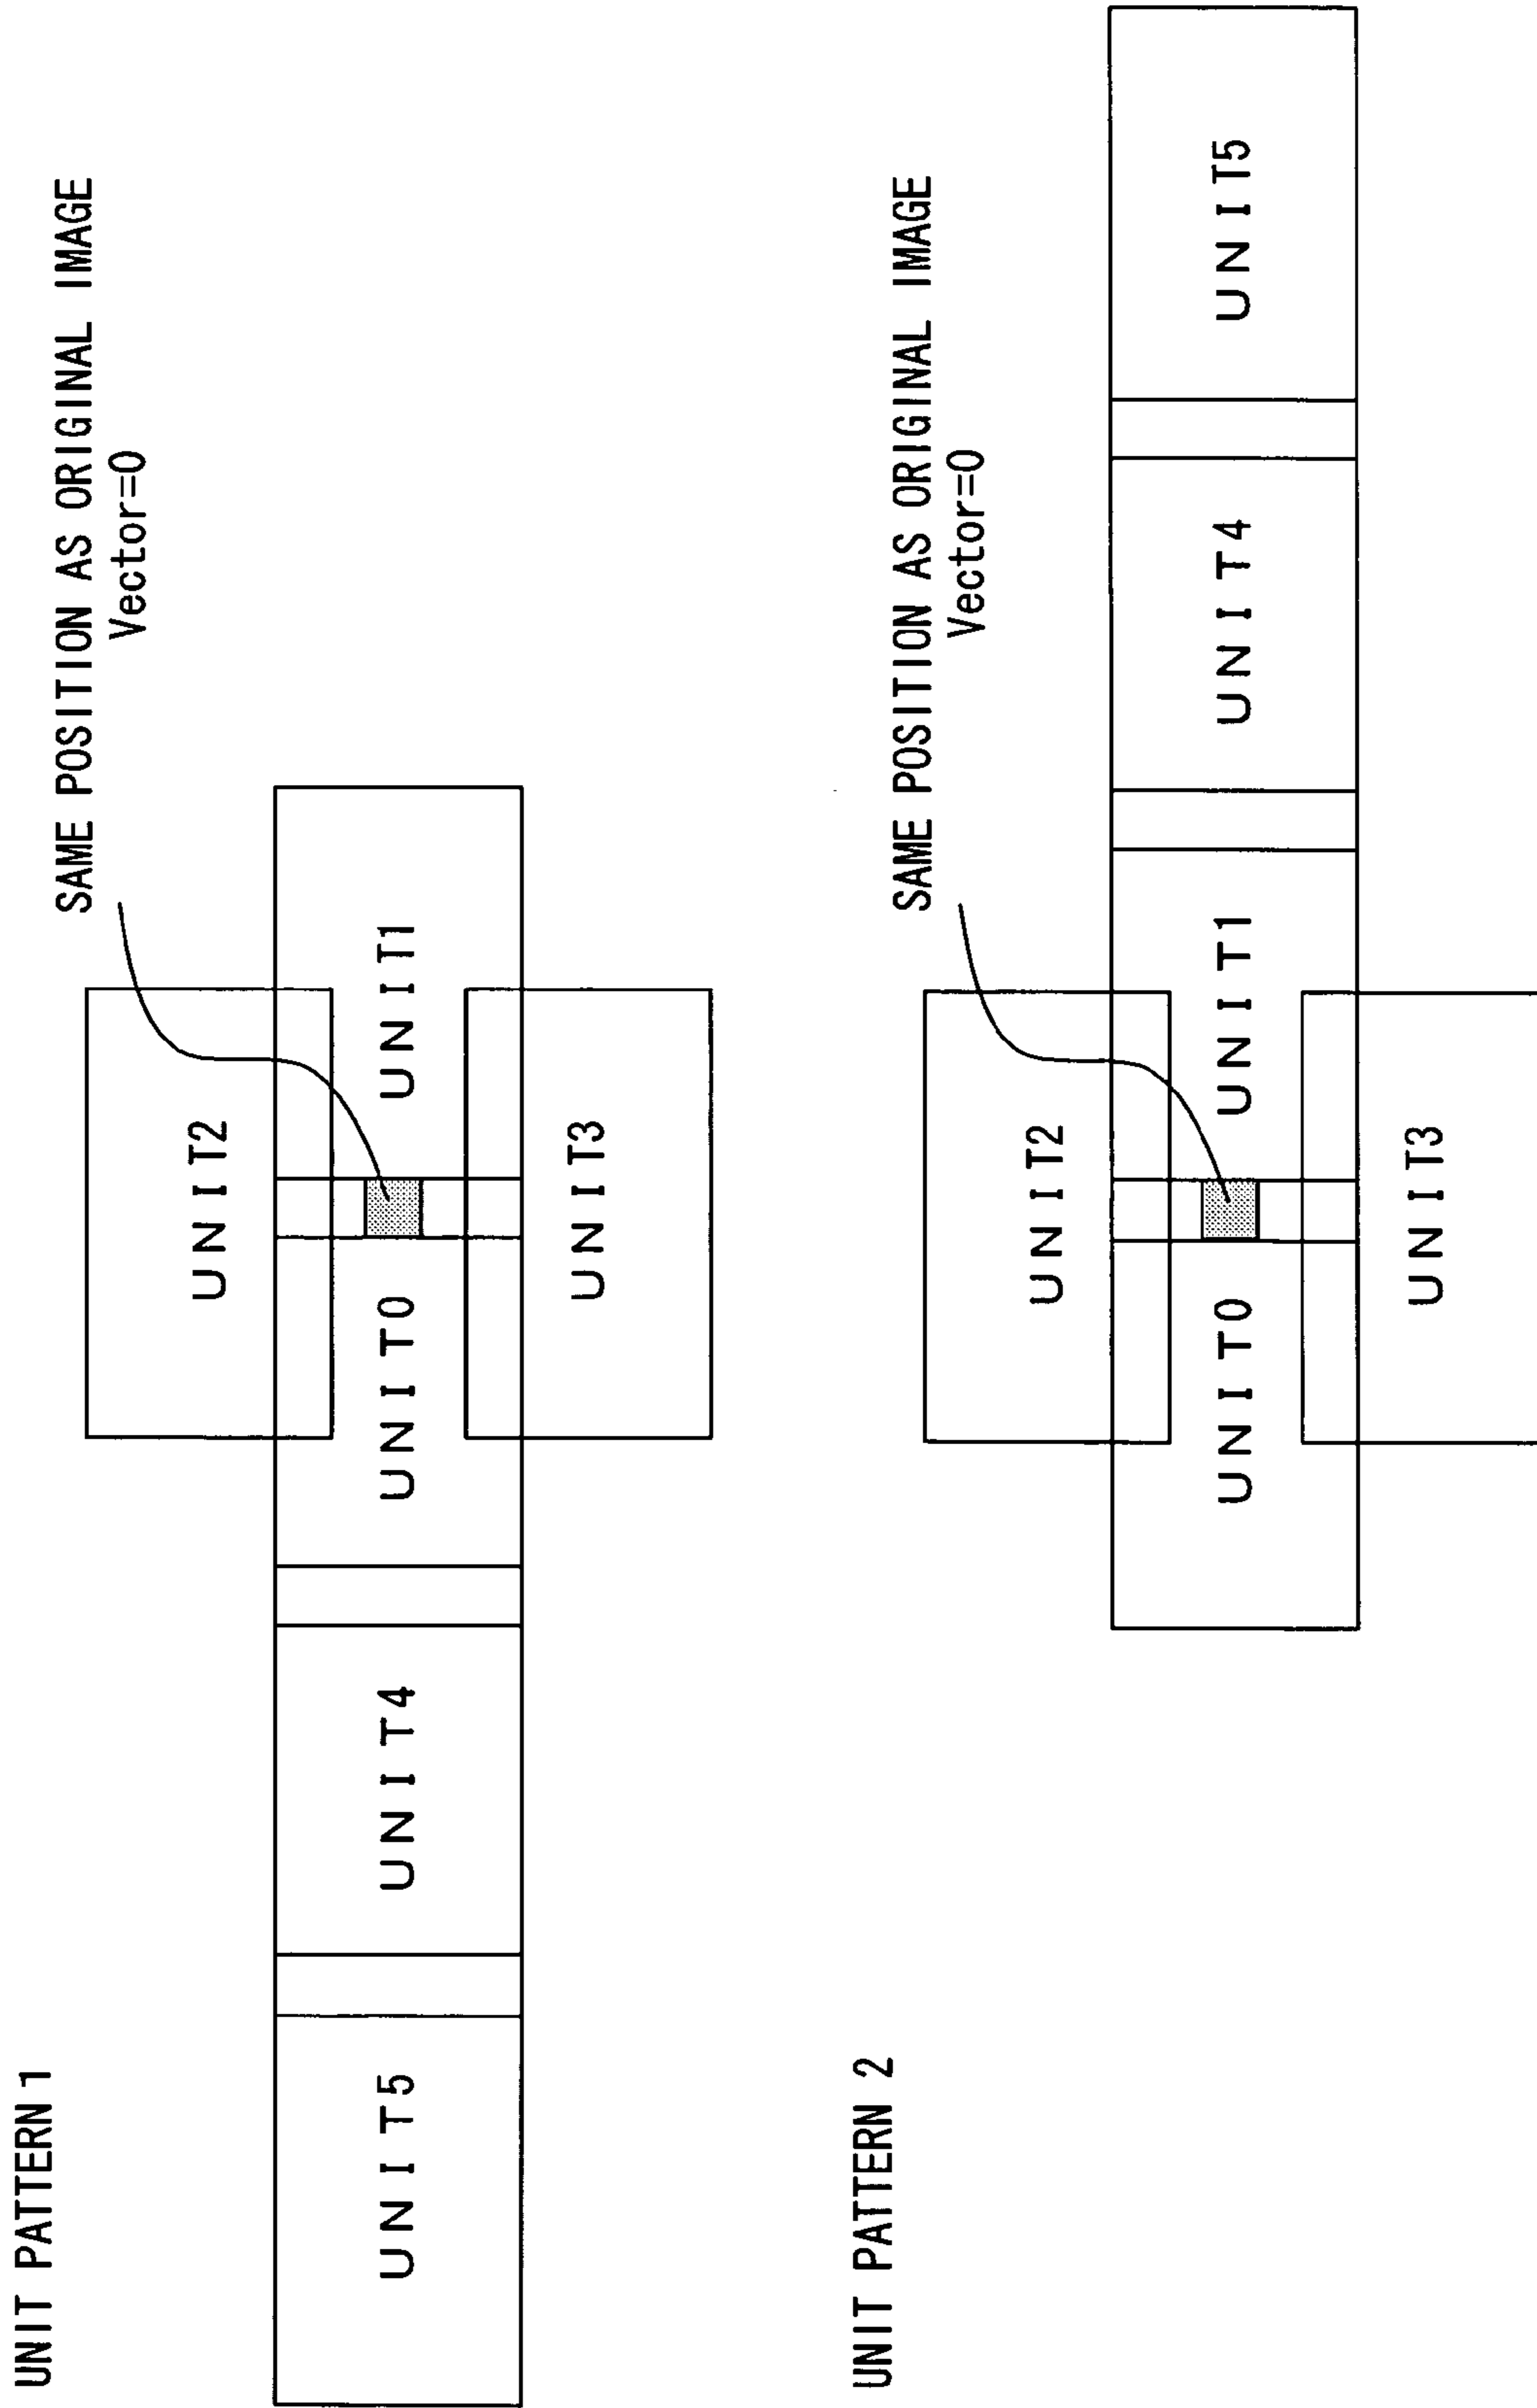 UNIT PATTERN 1
SAME POSITION AS ORIGINAL IMAGE
Vector=0
UNIT2
UNIT5
UNIT4
UNIT0
UNIT1
UNIT3
UNIT PATTERN 2
SAME POSITION AS ORIGINAL IMAGE
Vector=0
UNIT2
UNIT0
UNIT1
UNIT4
UNIT5
UNIT3